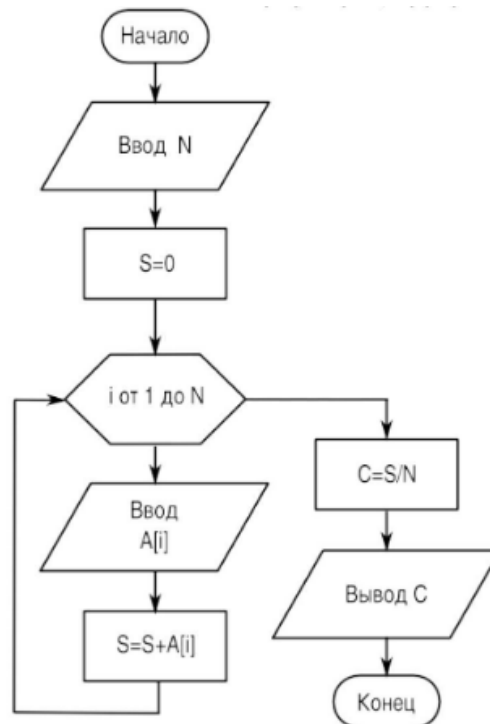 Начало
Ввод N
S=0
i от 1 до N
Ввод
A[i]
S=S+A[i]
C=S/N
Вывод C
Конец